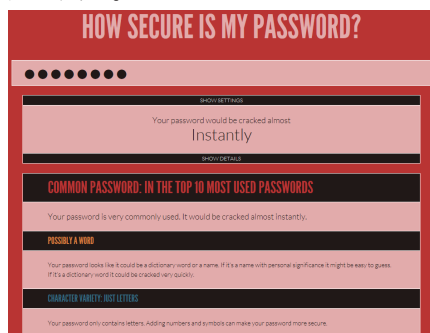 HOW SECURE IS MY PASSWORD?
●●●●●●●●
SHOW SETTINGS
Your password would be cracked almost
Instantly
SHOW DETAILS
COMMON PASSWORD: IN THE TOP 10 MOST USED PASSWORDS
Your password is very commonly used. It would be cracked almost instantly.
POSSIBLY A WORD
Your password looks like it could be a dictionary word or a name. If it's a name with personal significance it might be easy to guess.
If it's a dictionary word it could be cracked very quickly.
CHARACTER VARIETY: JUST LETTERS
Your password only contains letters. Adding numbers and symbols can make your password more secure.